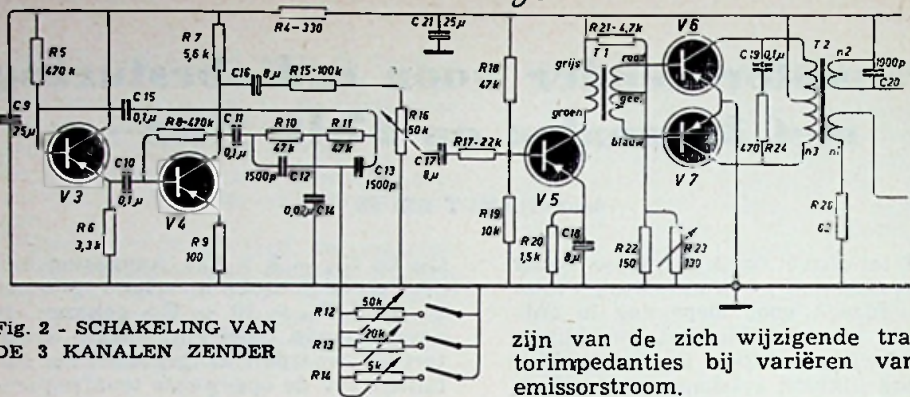 R4-330
C21 25µ
R5 470k
R7 5,6k
C16 8µ
R15-100k
R18 47k
R21-4,7k
T1
grijs
rood
geel
groen
blauw
V6
V7
C19 0,1µ
T2
n2
1900p
C20
C9 25µ
C15 0,1µ
R8-470k
C11 0,1µ
R10 47k
R11 47k
R16 50k
C17 8µ
R17-22k
V3
C10 0,1µ
V4
1500p C12
C13 1500p
V5
470 R24
n3
n1
R6 3,3k
R9 100
0,02µ C14
R19 10k
R20 1,5k
C18 8µ
R22 150
R23 130
R26
R12 50k
R13 20k
R14 5k
Fig. 2 - SCHAKELING VAN
DE 3 KANALEN ZENDER
zijn van de zich wijzigende tra
torimpedanties bij variëren van
emissorstroom.